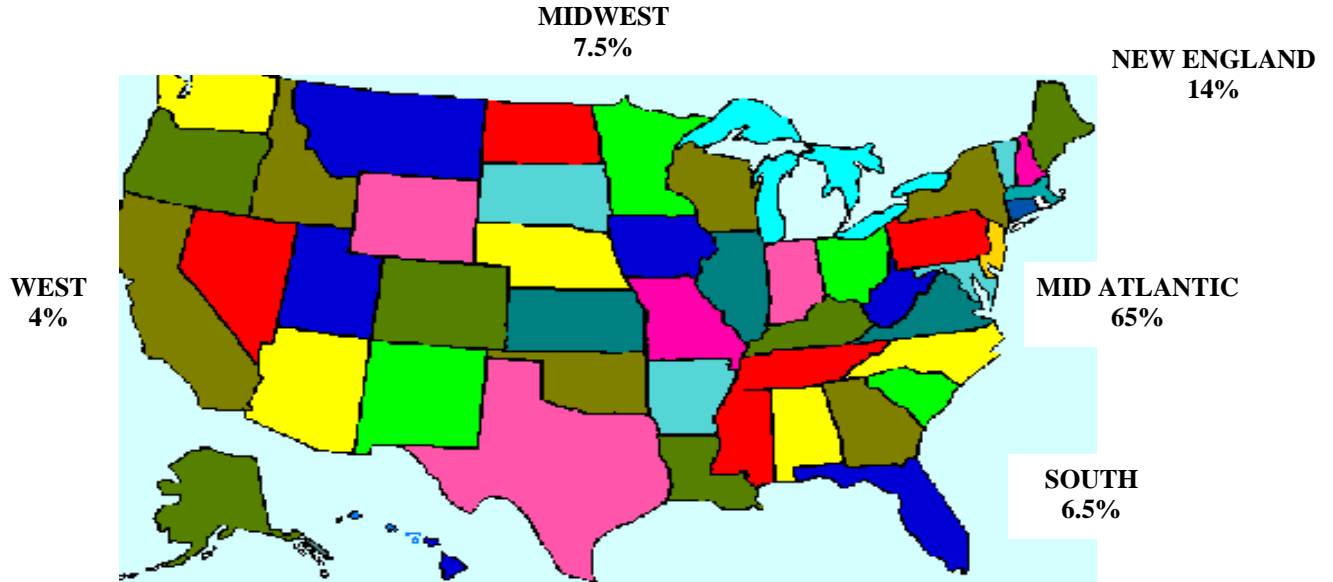 MIDWEST
7.5%
NEW ENGLAND
14%
WEST
4%
MID ATLANTIC
65%
SOUTH
6.5%